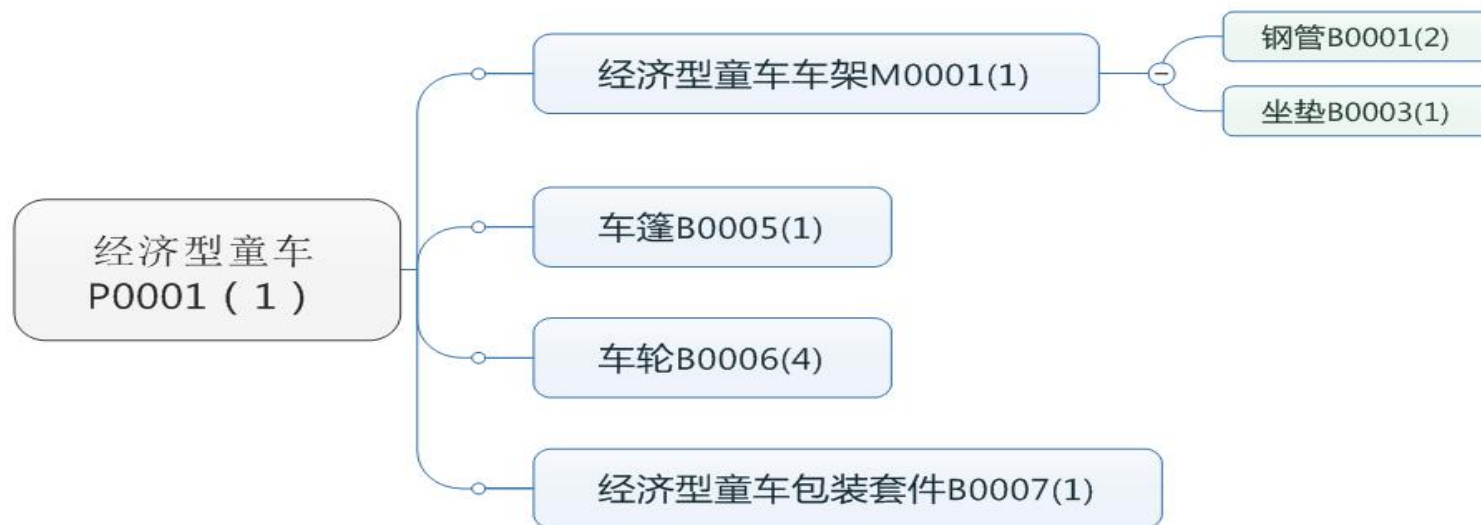 经济型童车
P0001（1）
经济型童车车架M0001(1)
钢管B0001(2)
坐垫B0003(1)
车篷B0005(1)
车轮B0006(4)
经济型童车包装套件B0007(1)